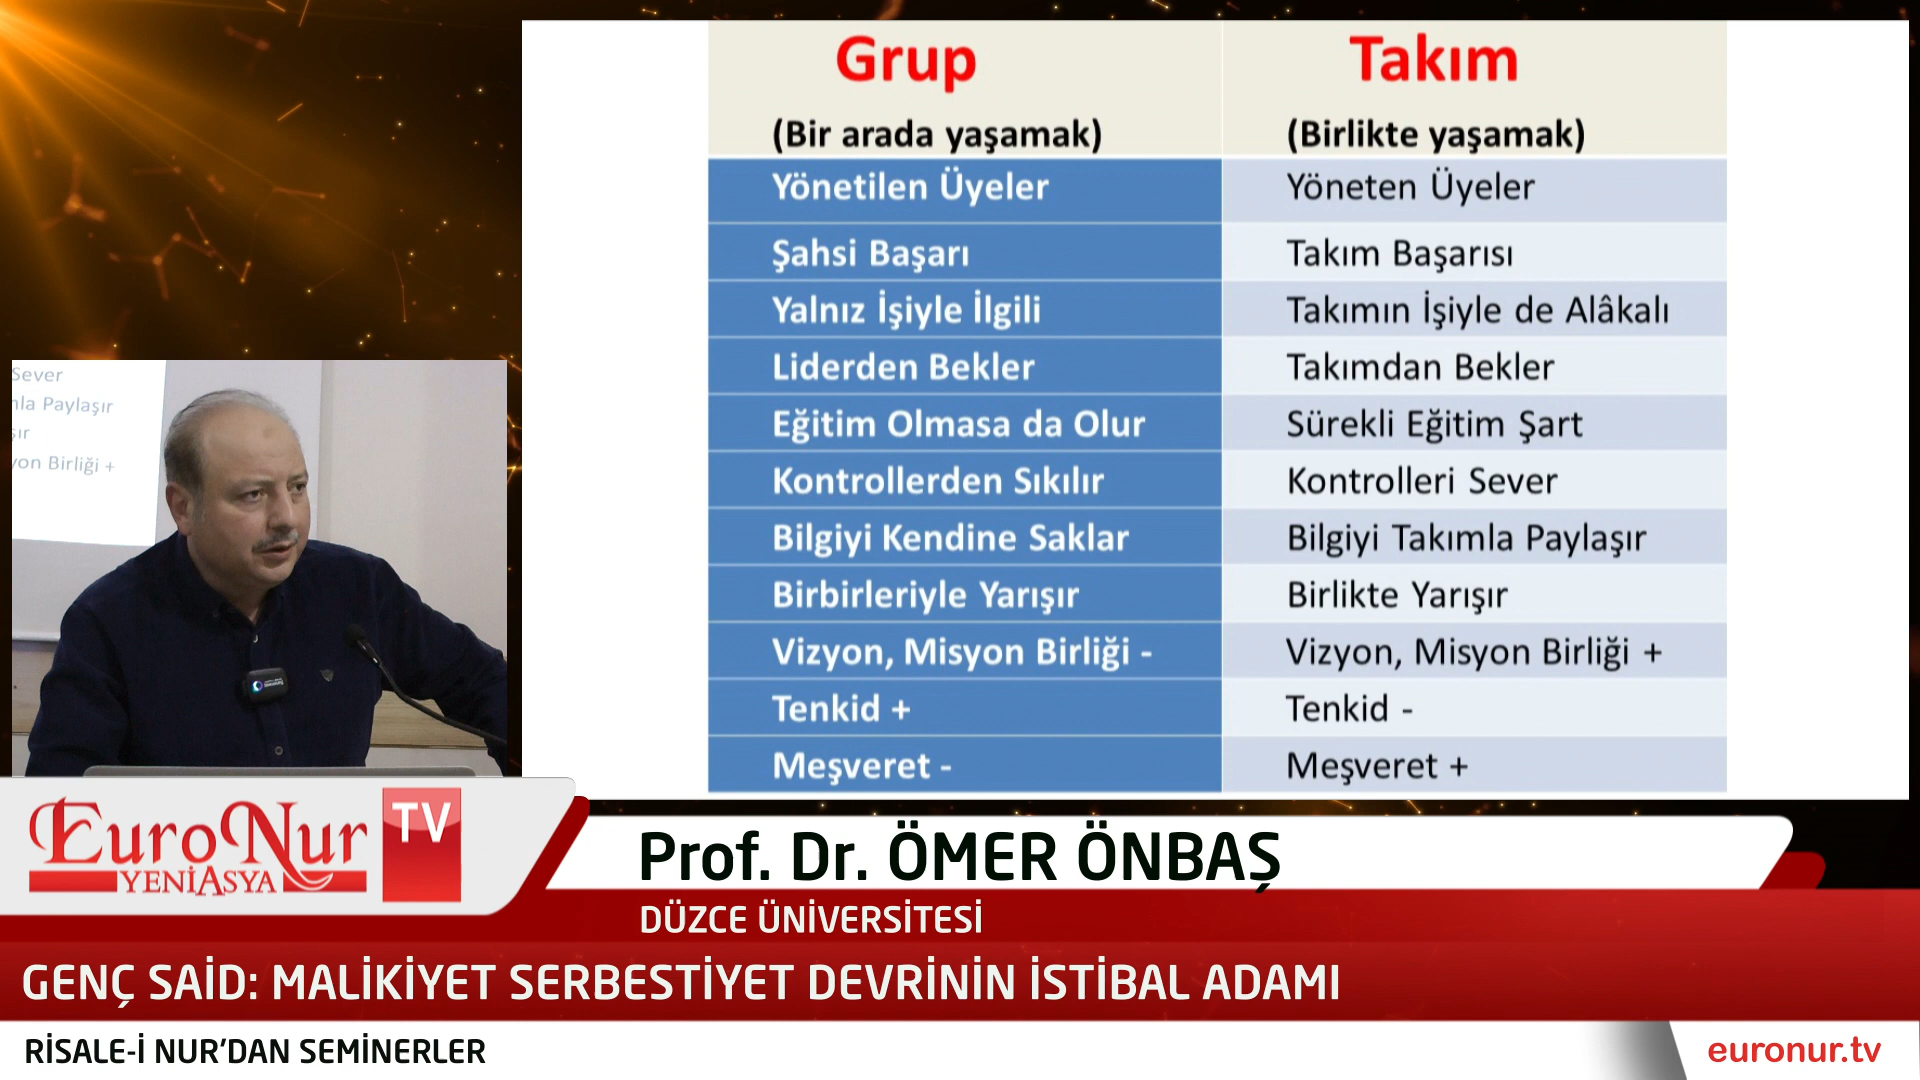 Grup Takım
(Bir arada yaşamak) (Birlikte yaşamak)
Yönetilen Üyeler Yöneten Üyeler
Şahsi Başarı Takım Başarısı
Yalnız İşiyle İlgili Takımın İşiyle de Alâkalı
Liderden Bekler Takımdan Bekler
Eğitim Olmasa da Olur Sürekli Eğitim Şart
Kontrollerden Sıkılır Kontrolleri Sever
Bilgiyi Kendine Saklar Bilgiyi Takımla Paylaşır
Birbirleriyle Yarışır Birlikte Yarışır
Vizyon, Misyon Birliği - Vizyon, Misyon Birliği +
Tenkid + Tenkid -
Meşveret - Meşveret +
Sever
la Paylaşır
şır
yon Birliği +
EuroNur TV
YENİASYA
Prof. Dr. ÖMER ÖNBAŞ
DÜZCE ÜNİVERSİTESİ
GENÇ SAİD: MALİKİYET SERBESTİYET DEVRİNİN İSTİBAL ADAMI
RİSALE-İ NUR'DAN SEMİNERLER
euronur.tv